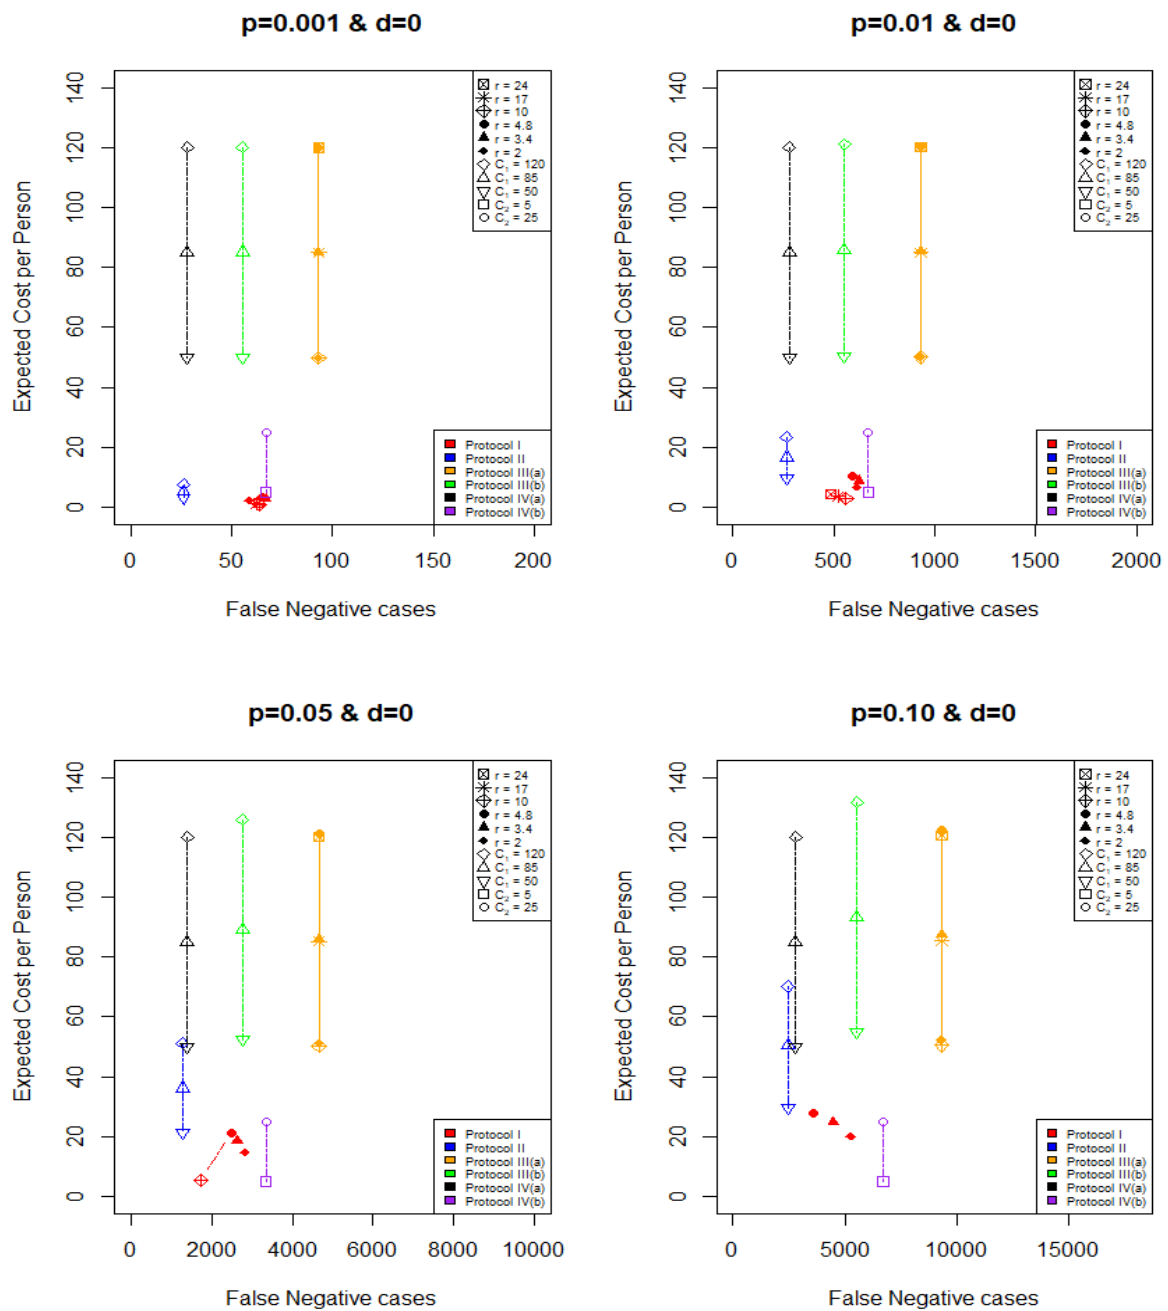 p=0.001 & d=0
Expected Cost per Person
140
120
100
80
60
40
20
0
r = 24
r = 17
r = 10
r = 4.8
r = 3.4
r = 2
C₁ = 120
C₁ = 85
C₁ = 50
C₂ = 5
C₂ = 25
Protocol I
Protocol II
Protocol III(a)
Protocol III(b)
Protocol IV(a)
Protocol IV(b)
0 50 100 150 200
False Negative cases
p=0.01 & d=0
Expected Cost per Person
140
120
100
80
60
40
20
0
r = 24
r = 17
r = 10
r = 4.8
r = 3.4
r = 2
C₁ = 120
C₁ = 85
C₁ = 50
C₂ = 5
C₂ = 25
Protocol I
Protocol II
Protocol III(a)
Protocol III(b)
Protocol IV(a)
Protocol IV(b)
0 500 1000 1500 2000
False Negative cases
p=0.05 & d=0
Expected Cost per Person
140
120
100
80
60
40
20
0
r = 24
r = 17
r = 10
r = 4.8
r = 3.4
r = 2
C₁ = 120
C₁ = 85
C₁ = 50
C₂ = 5
C₂ = 25
Protocol I
Protocol II
Protocol III(a)
Protocol III(b)
Protocol IV(a)
Protocol IV(b)
0 2000 4000 6000 8000 10000
False Negative cases
p=0.10 & d=0
Expected Cost per Person
140
120
100
80
60
40
20
0
r = 24
r = 17
r = 10
r = 4.8
r = 3.4
r = 2
C₁ = 120
C₁ = 85
C₁ = 50
C₂ = 5
C₂ = 25
Protocol I
Protocol II
Protocol III(a)
Protocol III(b)
Protocol IV(a)
Protocol IV(b)
0 5000 10000 15000
False Negative cases